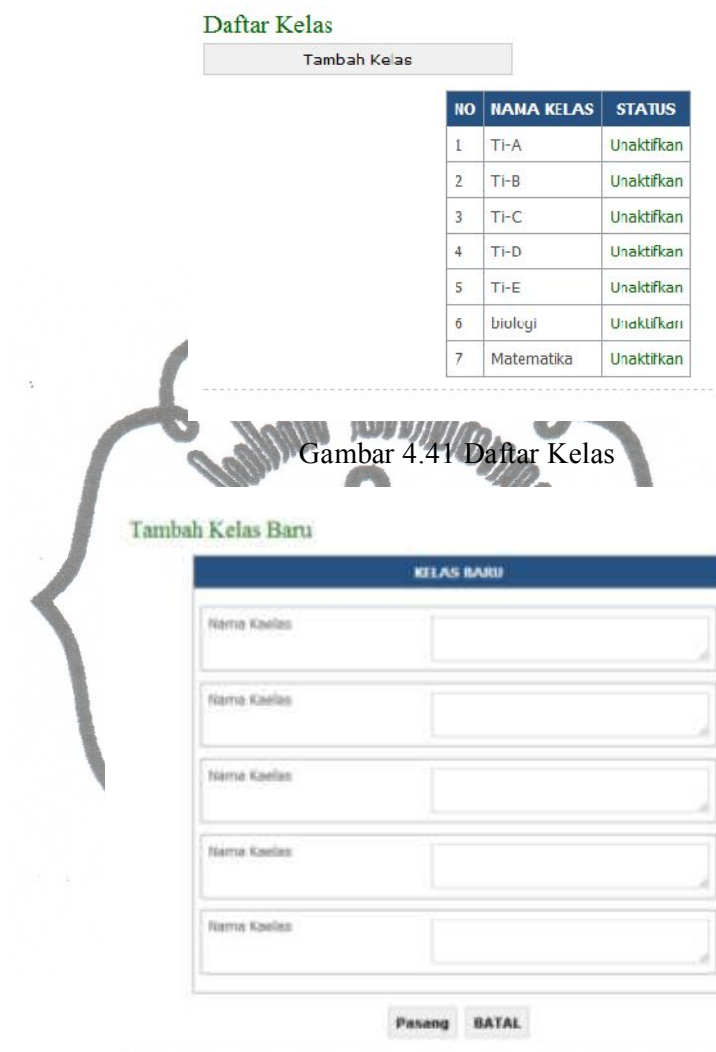 Daftar Kelas
Tambah Kelas
NO NAMA KELAS STATUS
1 Ti-A Unaktifkan
2 Ti-B Unaktifkan
3 Ti-C Unaktifkan
4 Ti-D Unaktifkan
5 Ti-E Unaktifkan
6 biologi Unaktifkan
7 Matematika Unaktifkan
Gambar 4.41 Daftar Kelas
Tambah Kelas Baru
KELAS BARU
Nama Kaelas
Nama Kaelas
Nama Kaelas
Nama Kaelas
Nama Kaelas
Pasang BATAL